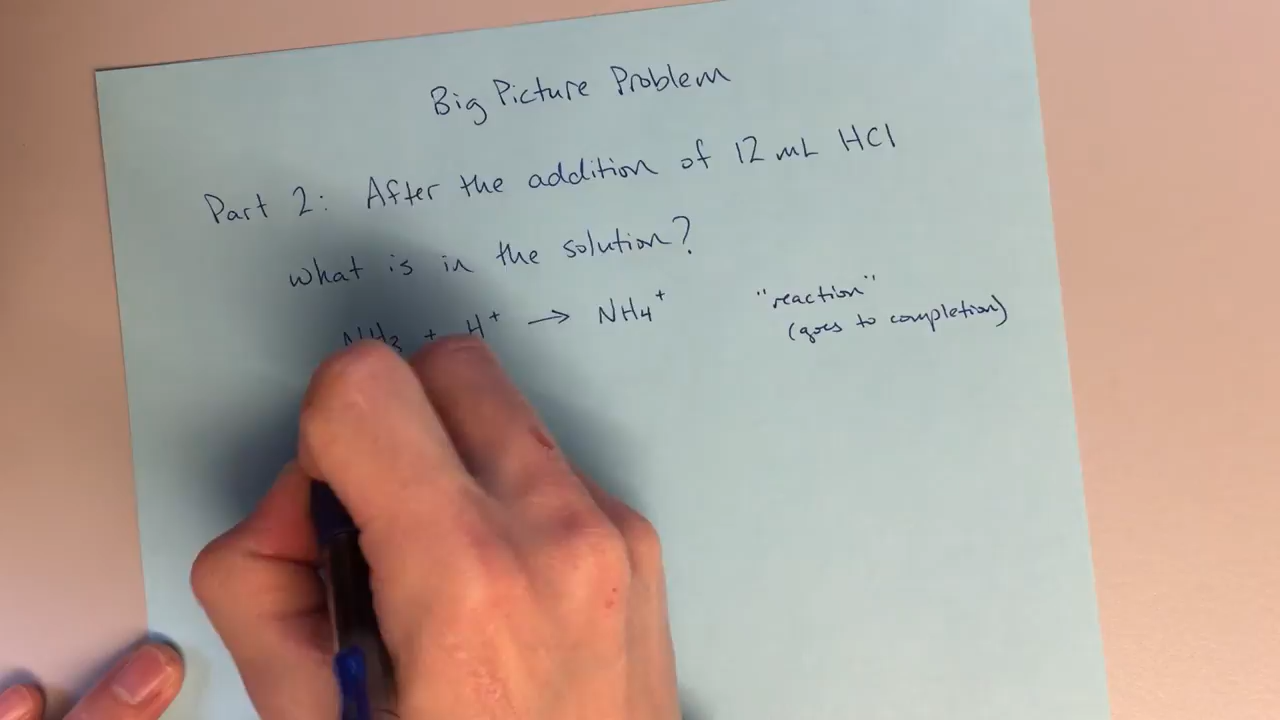 Big Picture Problem
Part 2: After the addition of 12 mL HCl
what is in the solution?
NH3 + H+ → NH4+
"reaction"
(goes to completion)